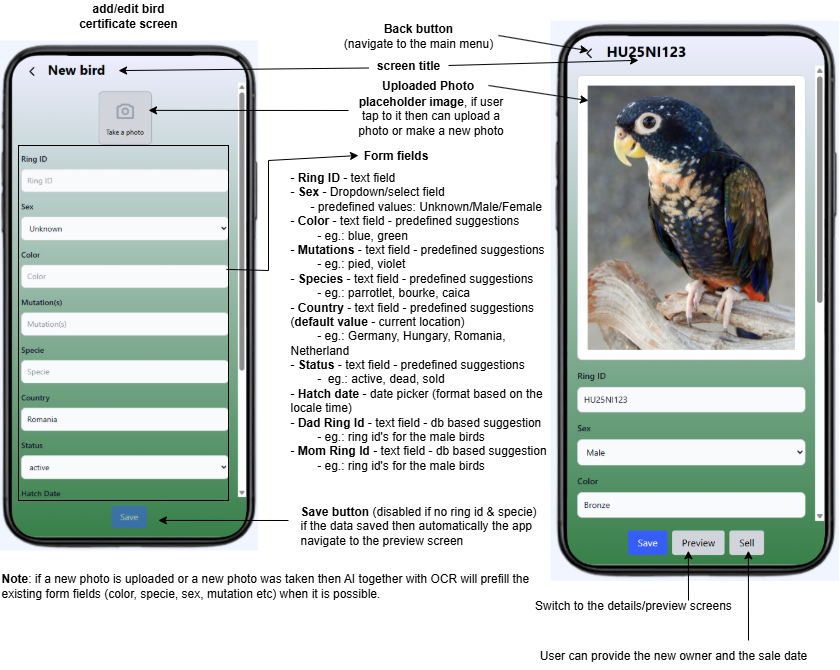 add/edit bird
certificate screen
New bird
Take a photo
Ring ID
Ring ID
Sex
Unknown
Color
Color
Mutation(s)
Mutation(s)
Specie
Specie
Country
Romania
Status
active
Hatch Date
Save
Back button
(navigate to the main menu)
screen title
Uploaded Photo
placeholder image, if user
tap to it then can upload a
photo or make a new photo
Form fields
- Ring ID - text field
- Sex - Dropdown/select field
- predefined values: Unknown/Male/Female
- Color - text field - predefined suggestions
- eg.: blue, green
- Mutations - text field - predefined suggestions
- eg.: pied, violet
- Species - text field - predefined suggestions
- eg.: parrotlet, bourke, caica
- Country - text field - predefined suggestions
(default value - current location)
- eg.: Germany, Hungary, Romania,
Netherland
- Status - text field - predefined suggestions
- eg.: active, dead, sold
- Hatch date - date picker (format based on the
locale time)
- Dad Ring Id - text field - db based suggestion
- eg.: ring id's for the male birds
- Mom Ring Id - text field - db based suggestion
- eg.: ring id's for the male birds
Save button (disabled if no ring id & specie)
if the data saved then automatically the app
navigate to the preview screen
HU25NI123
Ring ID
HU25NI123
Sex
Male
Color
Bronze
Save
Preview
Sell
Note: if a new photo is uploaded or a new photo was taken then AI together with OCR will prefill the
existing form fields (color, specie, sex, mutation etc) when it is possible.
Switch to the details/preview screens
User can provide the new owner and the sale date